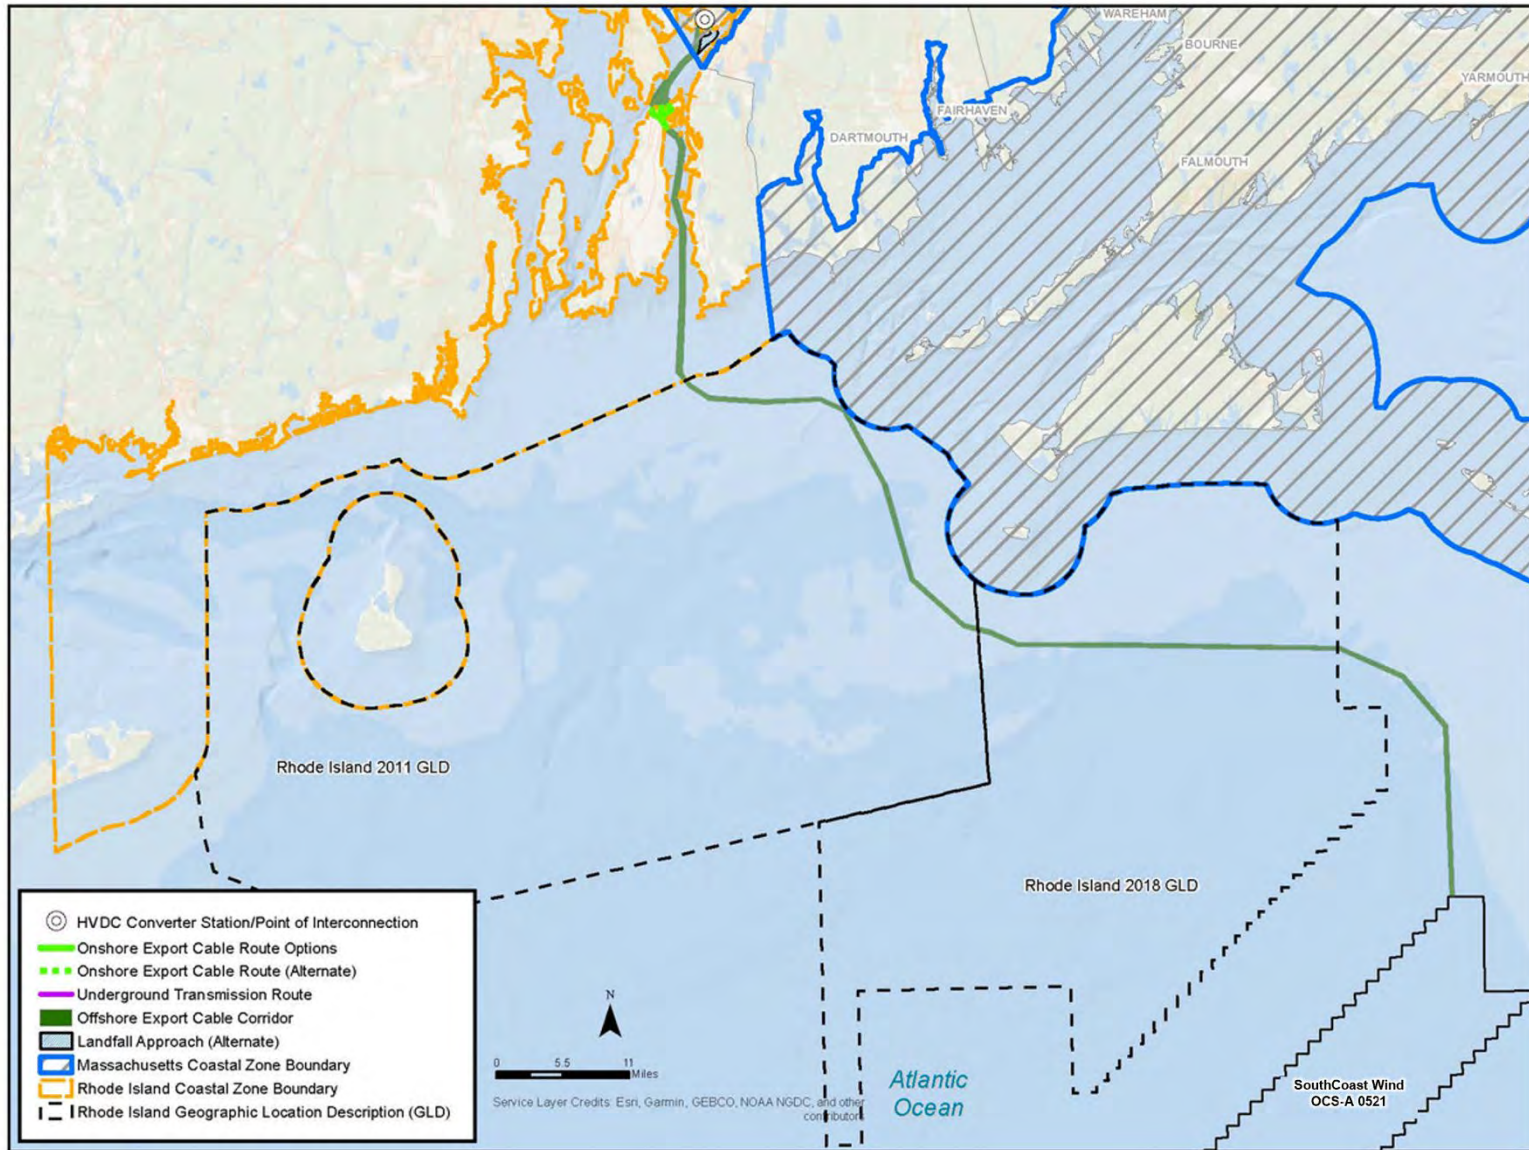 WAREHAM
BOURNE
YARMOUTH
FAIRHAVEN
DARTMOUTH
FALMOUTH
Rhode Island 2011 GLD
Rhode Island 2018 GLD
HVDC Converter Station/Point of Interconnection
Onshore Export Cable Route Options
Onshore Export Cable Route (Alternate)
Underground Transmission Route
Offshore Export Cable Corridor
Landfall Approach (Alternate)
Massachusetts Coastal Zone Boundary
Rhode Island Coastal Zone Boundary
Rhode Island Geographic Location Description (GLD)
N
0 5.5 11
Miles
Service Layer Credits: Esri, Garmin, GEBCO, NOAA NGDC, and other
contributors
Atlantic
Ocean
SouthCoast Wind
OCS-A 0521